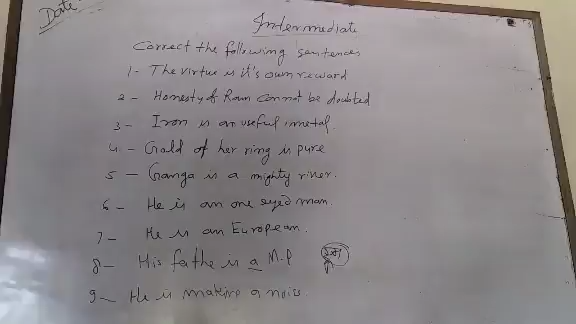 Date
Intermediate
Correct the following sentences
1- The virtue is it's own reward
2- Honesty of Ram cannot be doubted
3- Iron is an useful metal.
4- Gold of her ring is pure
5- Ganga is a mighty river.
6- He is an one eyed man.
7- He is an European.
8- His fathe is a M.P
9- He is making a nois